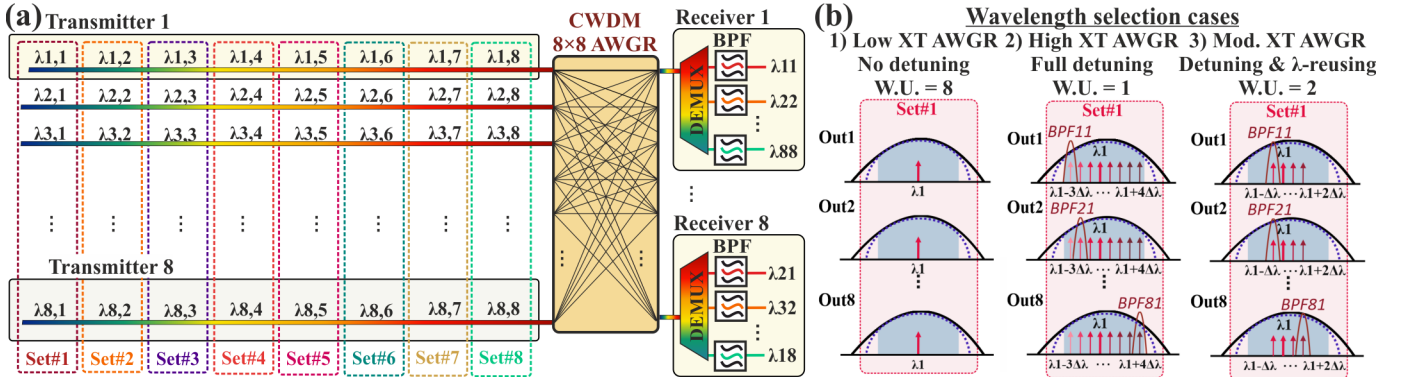 (a)
Transmitter 1
λ1,1 λ1,2 λ1,3 λ1,4 λ1,5 λ1,6 λ1,7 λ1,8
λ2,1 λ2,2 λ2,3 λ2,4 λ2,5 λ2,6 λ2,7 λ2,8
λ3,1 λ3,2 λ3,3 λ3,4 λ3,5 λ3,6 λ3,7 λ3,8
⋮ ⋮ ⋮ ⋮ ⋮ ⋮ ⋮ ⋮
Transmitter 8
λ8,1 λ8,2 λ8,3 λ8,4 λ8,5 λ8,6 λ8,7 λ8,8
Set#1 Set#2 Set#3 Set#4 Set#5 Set#6 Set#7 Set#8
CWDM
8×8 AWGR
Receiver 1
BPF
DEMUX
λ11
λ22
λ88
Receiver 8
BPF
DEMUX
λ21
λ32
λ18
(b)
Wavelength selection cases
1) Low XT AWGR
No detuning
W.U. = 8
Set#1
Out1
λ1
Out2
λ1
Out8
λ1
2) High XT AWGR
Full detuning
W.U. = 1
Set#1
Out1
BPF11
λ1
λ1-3Δλ ··· λ1+4Δλ
Out2
BPF21
λ1
λ1-3Δλ ··· λ1+4Δλ
Out8
BPF81
λ1
λ1-3Δλ ··· λ1+4Δλ
3) Mod. XT AWGR
Detuning & λ-reusing
W.U. = 2
Set#1
Out1
BPF11
λ1
λ1-Δλ ··· λ1+2Δλ
Out2
BPF21
λ1
λ1-Δλ ··· λ1+2Δλ
Out8
BPF81
λ1
λ1-Δλ ··· λ1+2Δλ